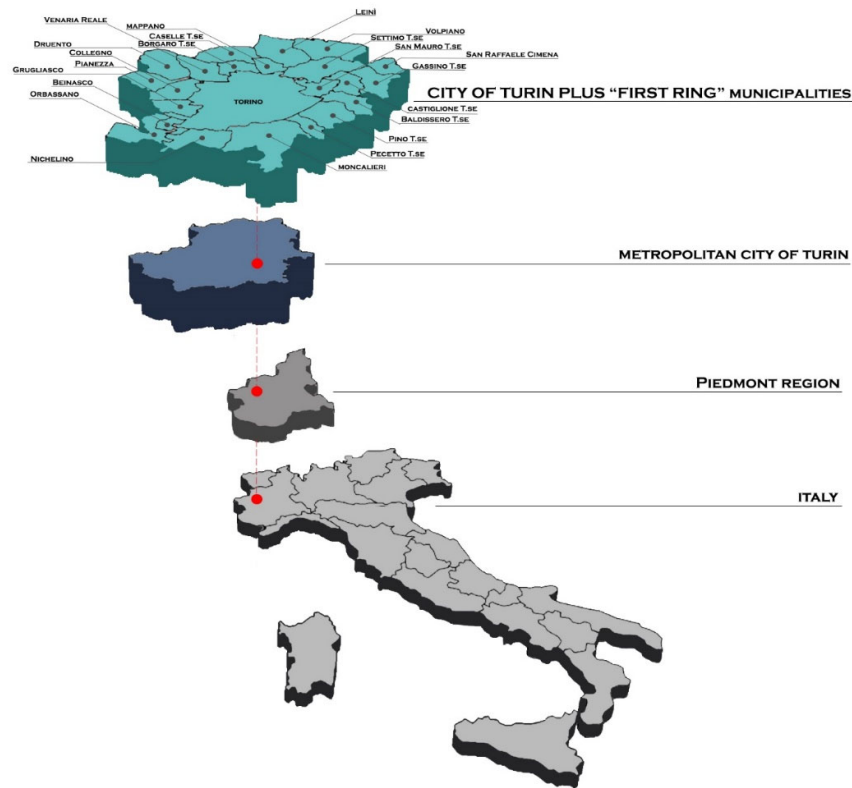 LEINÌ
VENARIA REALE
MAPPANO
VOLPIANO
CASELLE T.SE
SETTIMO T.SE
DRUENTO
BORGARO T.SE
SAN MAURO T.SE
COLLEGNO
SAN RAFFAELE CIMENA
PIANEZZA
GASSINO T.SE
GRUGLIASCO
BEINASCO
CITY OF TURIN PLUS “FIRST RING” MUNICIPALITIES
ORBASSANO
TORINO
CASTIGLIONE T.SE
BALDISSERO T.SE
PINO T.SE
PECETTO T.SE
NICHELINO
MONCALIERI
METROPOLITAN CITY OF TURIN
PIEDMONT REGION
ITALY